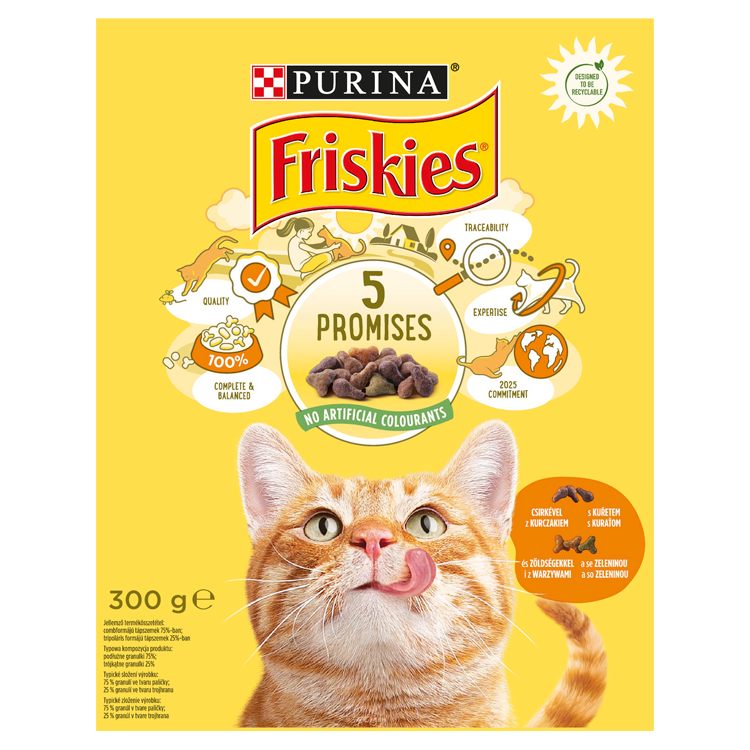 PURINA®
Friskies®
DESIGNED
TO BE
RECYCLABLE
TRACEABILITY
QUALITY
5
PROMISES
EXPERTISE
100%
COMPLETE &
BALANCED
2025
COMMITMENT
NO ARTIFICIAL COLOURANTS
CSIRKÉVEL
z KURCZAKIEM
s KUŘETEM
S KURAŤOM
és ZÖLDSÉGEKKEL
i z WARZYWAMI
a se ZELENINOU
a so ZELENINOU
300 g℮
Jellemző termékösszetétel:
combformájú tápszemek 75%-ban;
tripoláris formájú tápszemek 25%-ban
Typowa kompozycja produktu:
podłużne granulki 75%;
trójkątne granulki 25%
Typické složení výrobku:
75 % granulí ve tvaru paličky;
25 % granulí ve tvaru trojhrana
Typické zloženie výrobku:
75 % granúl v tvare paličky;
25 % granúl v tvare trojhrana